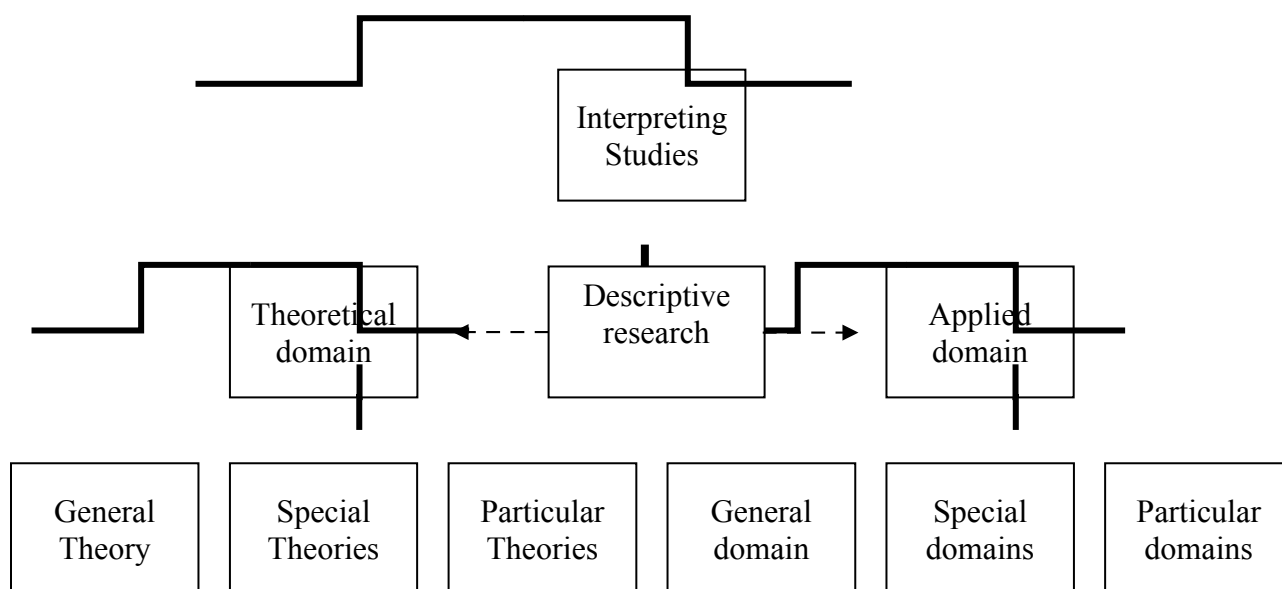 Interpreting
Studies
Theoretical
domain
Descriptive
research
Applied
domain
General
Theory
Special
Theories
Particular
Theories
General
domain
Special
domains
Particular
domains